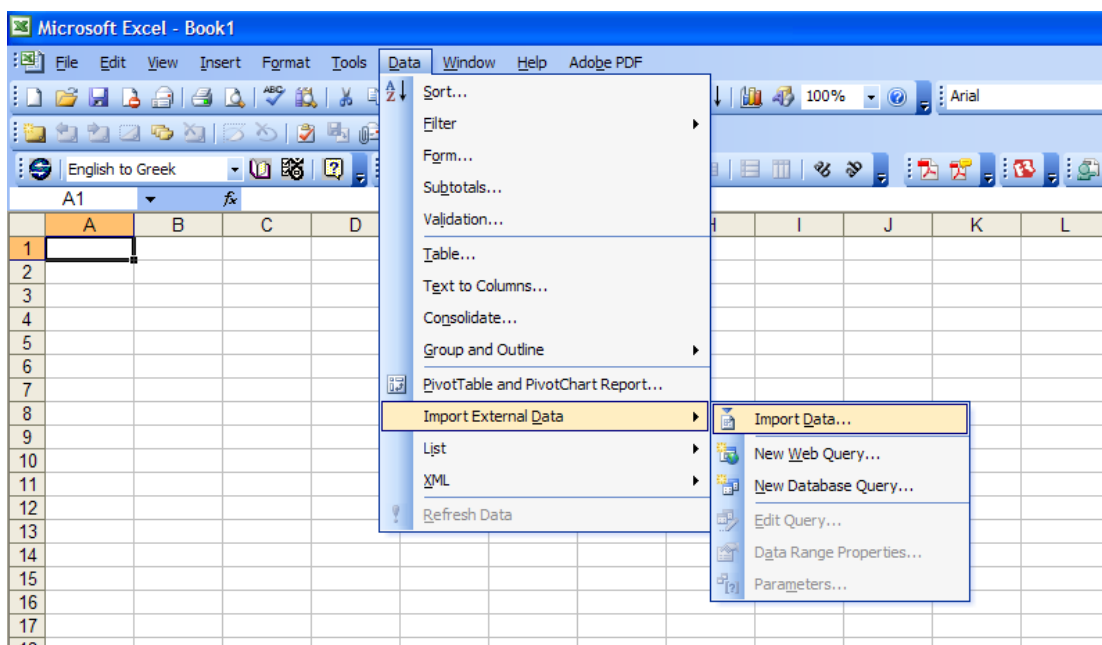 Microsoft Excel - Book1
File Edit View Insert Format Tools Data Window Help Adobe PDF
100% Arial
English to Greek
A1 fx
A B C D H I J K L
1
2
3
4
5
6
7
8
9
10
11
12
13
14
15
16
17
Sort...
Filter
Form...
Subtotals...
Validation...
Table...
Text to Columns...
Consolidate...
Group and Outline
PivotTable and PivotChart Report...
Import External Data
List
XML
Refresh Data
Import Data...
New Web Query...
New Database Query...
Edit Query...
Data Range Properties...
Parameters...